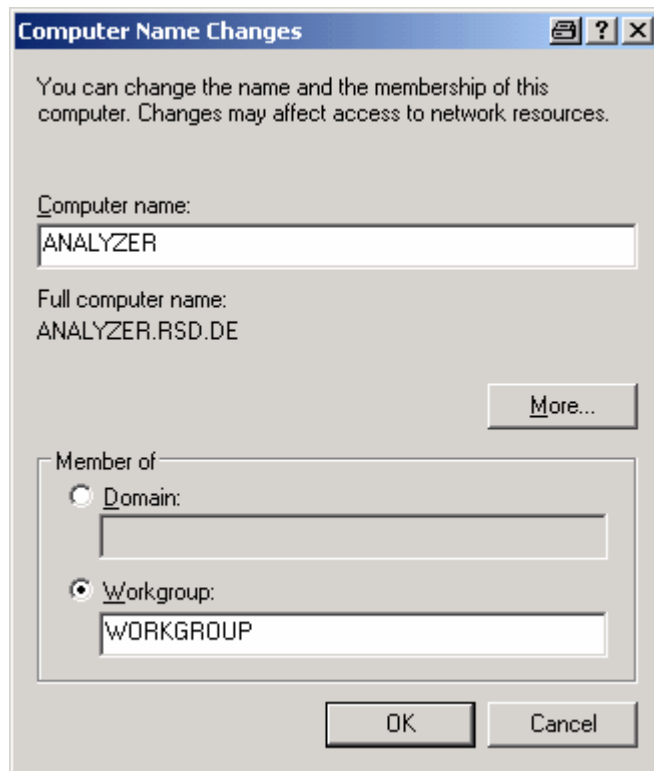 Computer Name Changes
You can change the name and the membership of this
computer. Changes may affect access to network resources.
Computer name:
ANALYZER
Full computer name:
ANALYZER.RSD.DE
More...
Member of
Domain:
Workgroup:
WORKGROUP
OK Cancel